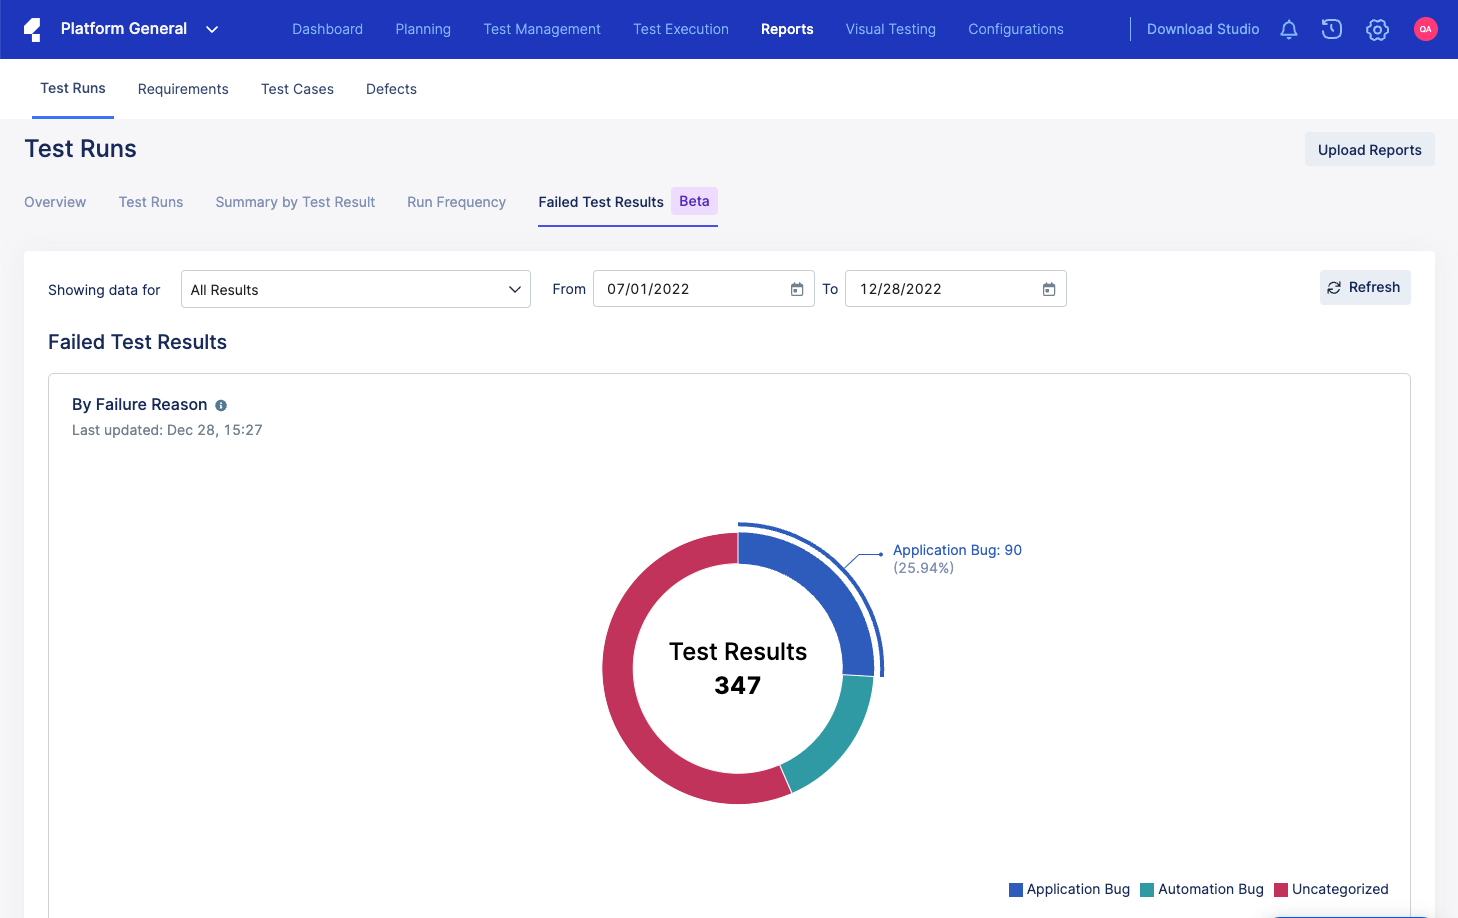 Platform General
Dashboard Planning Test Management Test Execution Reports Visual Testing Configurations Download Studio QA
Test Runs Requirements Test Cases Defects
Test Runs
Upload Reports
Overview Test Runs Summary by Test Result Run Frequency Failed Test Results Beta
Showing data for All Results From 07/01/2022 To 12/28/2022 Refresh
Failed Test Results
By Failure Reason
Last updated: Dec 28, 15:27
Application Bug: 90
(25.94%)
Test Results
347
Application Bug Automation Bug Uncategorized